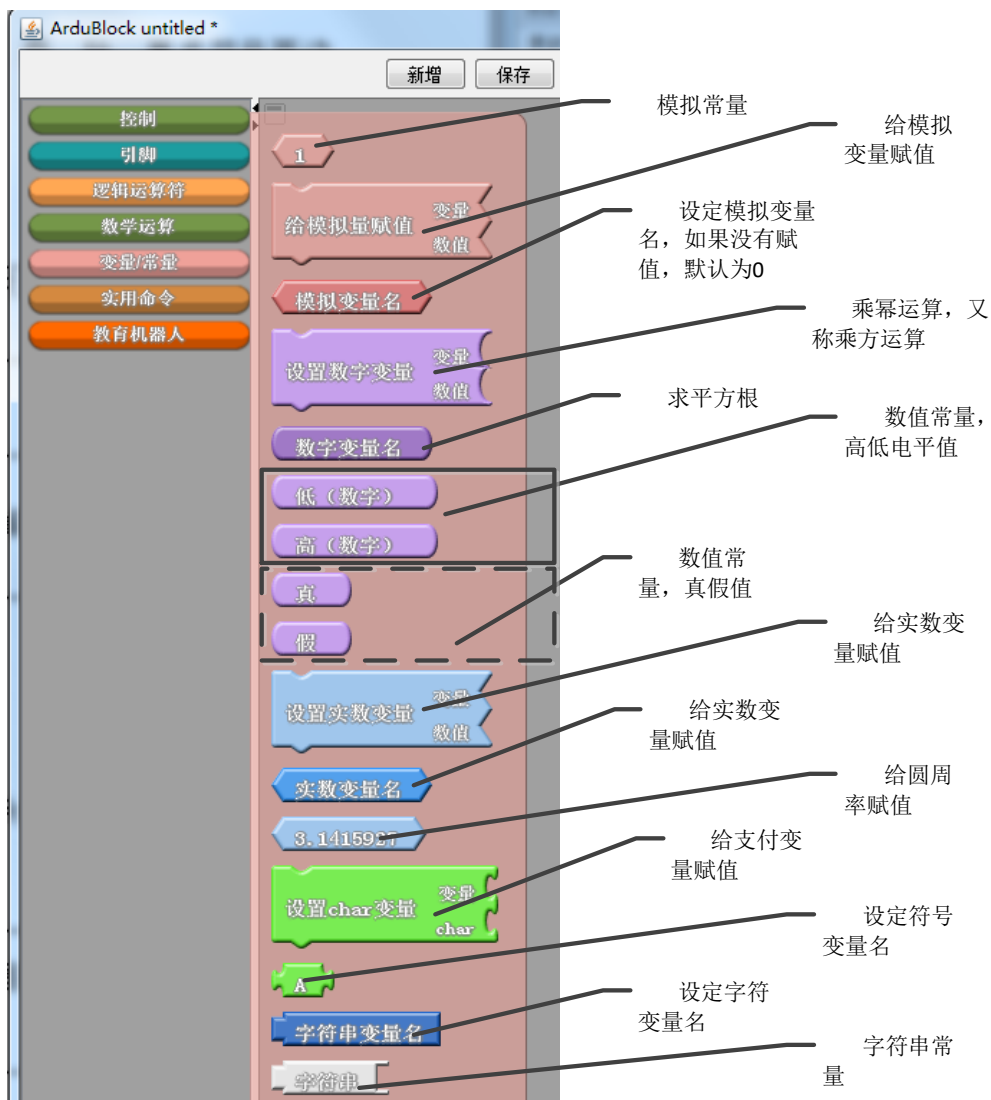 ArduBlock untitled *
新增
保存
控制
引脚
逻辑运算符
数学运算
变量/常量
实用命令
教育机器人
1
给模拟量赋值
变量
数值
模拟变量名
设置数字变量
变量
数值
数字变量名
低（数字）
高（数字）
真
假
设置实数变量
变量
数值
实数变量名
3.1415927
设置char变量
变量
char
A
字符串变量名
字符串
模拟常量
给模拟
变量赋值
设定模拟变量
名，如果没有赋
值，默认为0
乘幂运算，又
称乘方运算
求平方根
数值常量，
高低电平值
数值常
量，真假值
给实数变
量赋值
给实数变
量赋值
给圆周
率赋值
给支付变
量赋值
设定符号
变量名
设定字符
变量名
字符串常
量